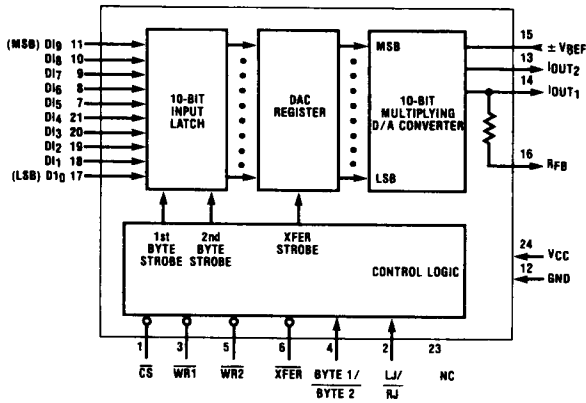 (MSB) DI9 11
DI8 10
DI7 9
DI6 8
DI5 7
DI4 21
DI3 20
DI2 19
DI1 18
(LSB) D10 17
10-BIT
INPUT
LATCH
DAC
REGISTER
MSB
10-BIT
MULTIPLYING
D/A CONVERTER
LSB
15
± VREF
13
IOUT2
14
IOUT1
16
RFB
1st
BYTE
STROBE
2nd
BYTE
STROBE
XFER
STROBE
CONTROL LOGIC
24
VCC
12
GND
1 3 5 6 4 2 23
CS WR1 WR2 XFER BYTE 1/ LJ/ NC
BYTE 2 RJ